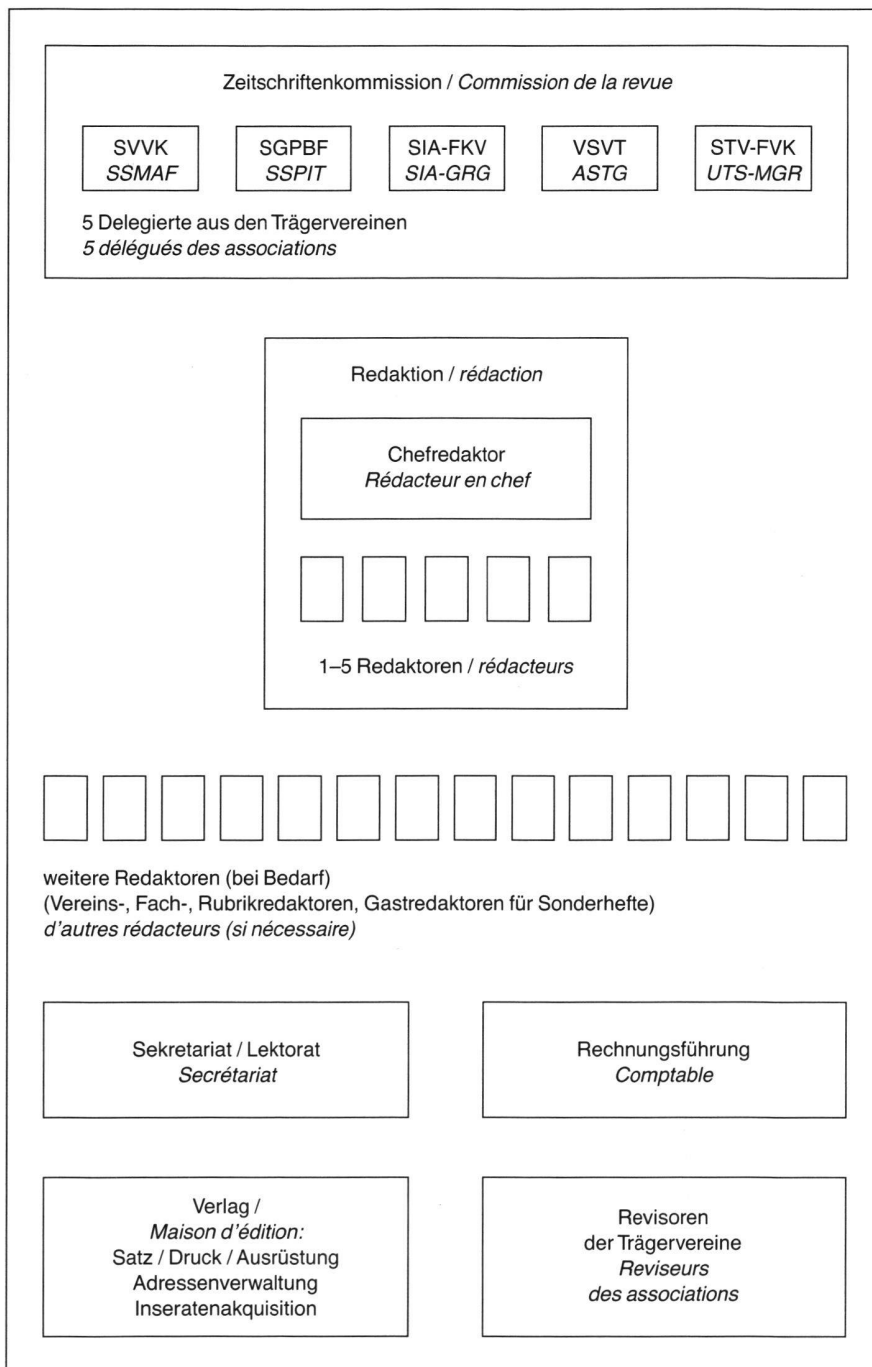 Zeitschriftenkommission / Commission de la revue
SVVK
SSMAF
SGPBF
SSPIT
SIA-FKV
SIA-GRG
VSVT
ASTG
STV-FVK
UTS-MGR
5 Delegierte aus den Trägervereinen
5 délégués des associations
Redaktion / rédaction
Chefredaktor
Rédacteur en chef
1–5 Redaktoren / rédacteurs
weitere Redaktoren (bei Bedarf)
(Vereins-, Fach-, Rubrikredaktoren, Gastredaktoren für Sonderhefte)
d'autres rédacteurs (si nécessaire)
Sekretariat / Lektorat
Secrétariat
Rechnungsführung
Comptable
Verlag /
Maison d'édition:
Satz / Druck / Ausrüstung
Adressenverwaltung
Inseratenakquisition
Revisoren
der Trägervereine
Reviseurs
des associations